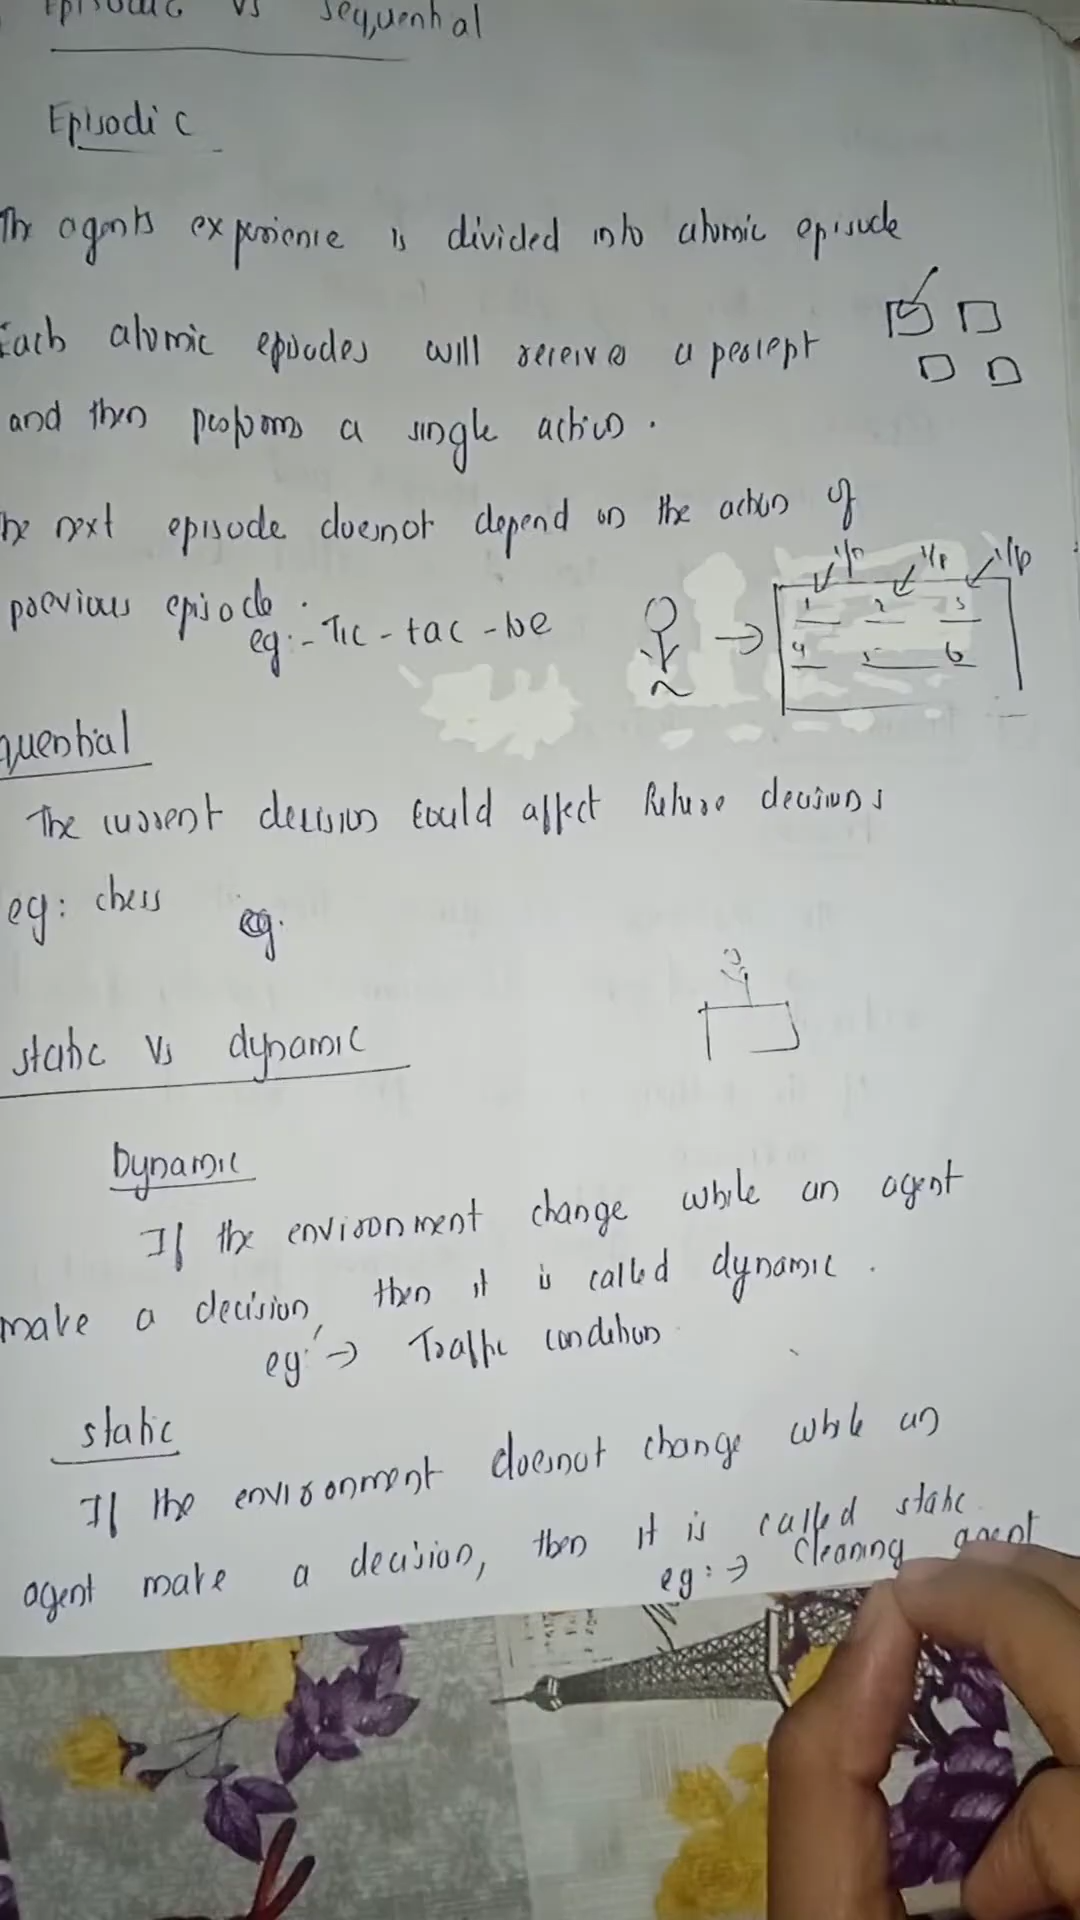 Episodic vs Sequential
Episodic
The agents experience is divided into atomic episode
Each atomic episodes will receives a percept
and then performs a single action.
The next episode doesnot depend on the action of
previous episode.
eg:- Tic-tac-toe
i/p i/p i/p
1 2 3
4 5 6
quential
The current decision could affect future decisions
eg: chess eg.
static Vs dynamic
Dynamic
If the environment change while an agent
make a decision, then it is called dynamic.
eg:→ Traffic condition
static
If the environment doesnot change while an
agent make a decision, then it is called static
eg:→ cleaning agent